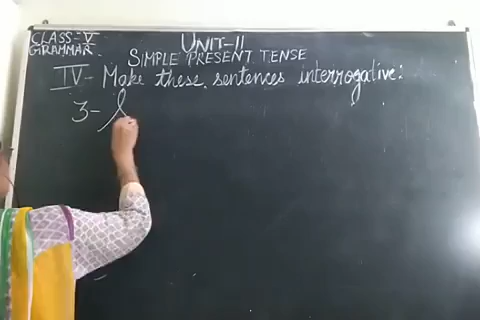 CLASS-V
GRAMMAR
UNIT-11
SIMPLE PRESENT TENSE
IV- Make these sentences interrogative:
3-